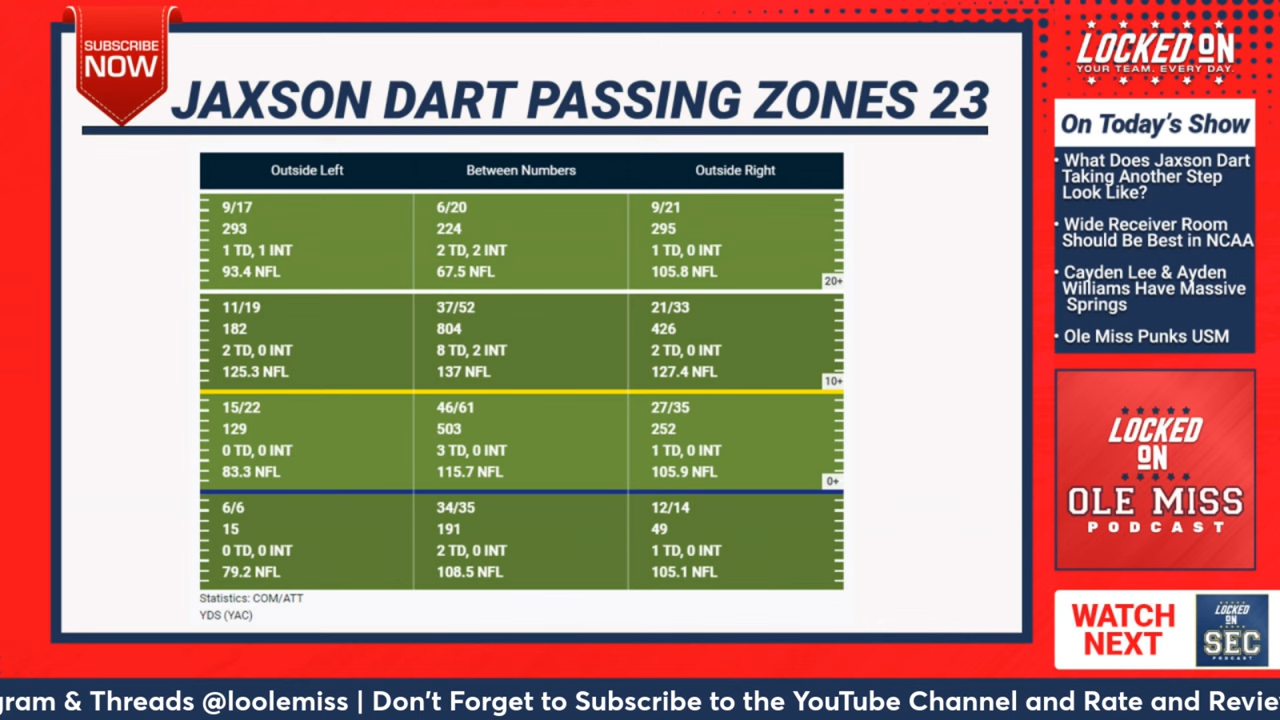 SUBSCRIBE
NOW
JAXSON DART PASSING ZONES 23
Outside Left Between Numbers Outside Right
9/17 6/20 9/21
293 224 295
1 TD, 1 INT 2 TD, 2 INT 1 TD, 0 INT
93.4 NFL 67.5 NFL 105.8 NFL
20+
11/19 37/52 21/33
182 804 426
2 TD, 0 INT 8 TD, 2 INT 2 TD, 0 INT
125.3 NFL 137 NFL 127.4 NFL
10+
15/22 46/61 27/35
129 503 252
0 TD, 0 INT 3 TD, 0 INT 1 TD, 0 INT
83.3 NFL 115.7 NFL 105.9 NFL
0+
6/6 34/35 12/14
15 191 49
0 TD, 0 INT 2 TD, 0 INT 1 TD, 0 INT
79.2 NFL 108.5 NFL 105.1 NFL
Statistics: COM/ATT
YDS (YAC)
LOCKED ON
YOUR TEAM. EVERY DAY.
On Today's Show
• What Does Jaxson Dart
Taking Another Step
Look Like?
• Wide Receiver Room
Should Be Best in NCAA
• Cayden Lee & Ayden
Williams Have Massive
Springs
• Ole Miss Punks USM
LOCKED
ON
OLE MISS
PODCAST
WATCH
NEXT
LOCKED
ON
SEC
PODCAST
gram & Threads @loolemiss | Don't Forget to Subscribe to the YouTube Channel and Rate and Revie